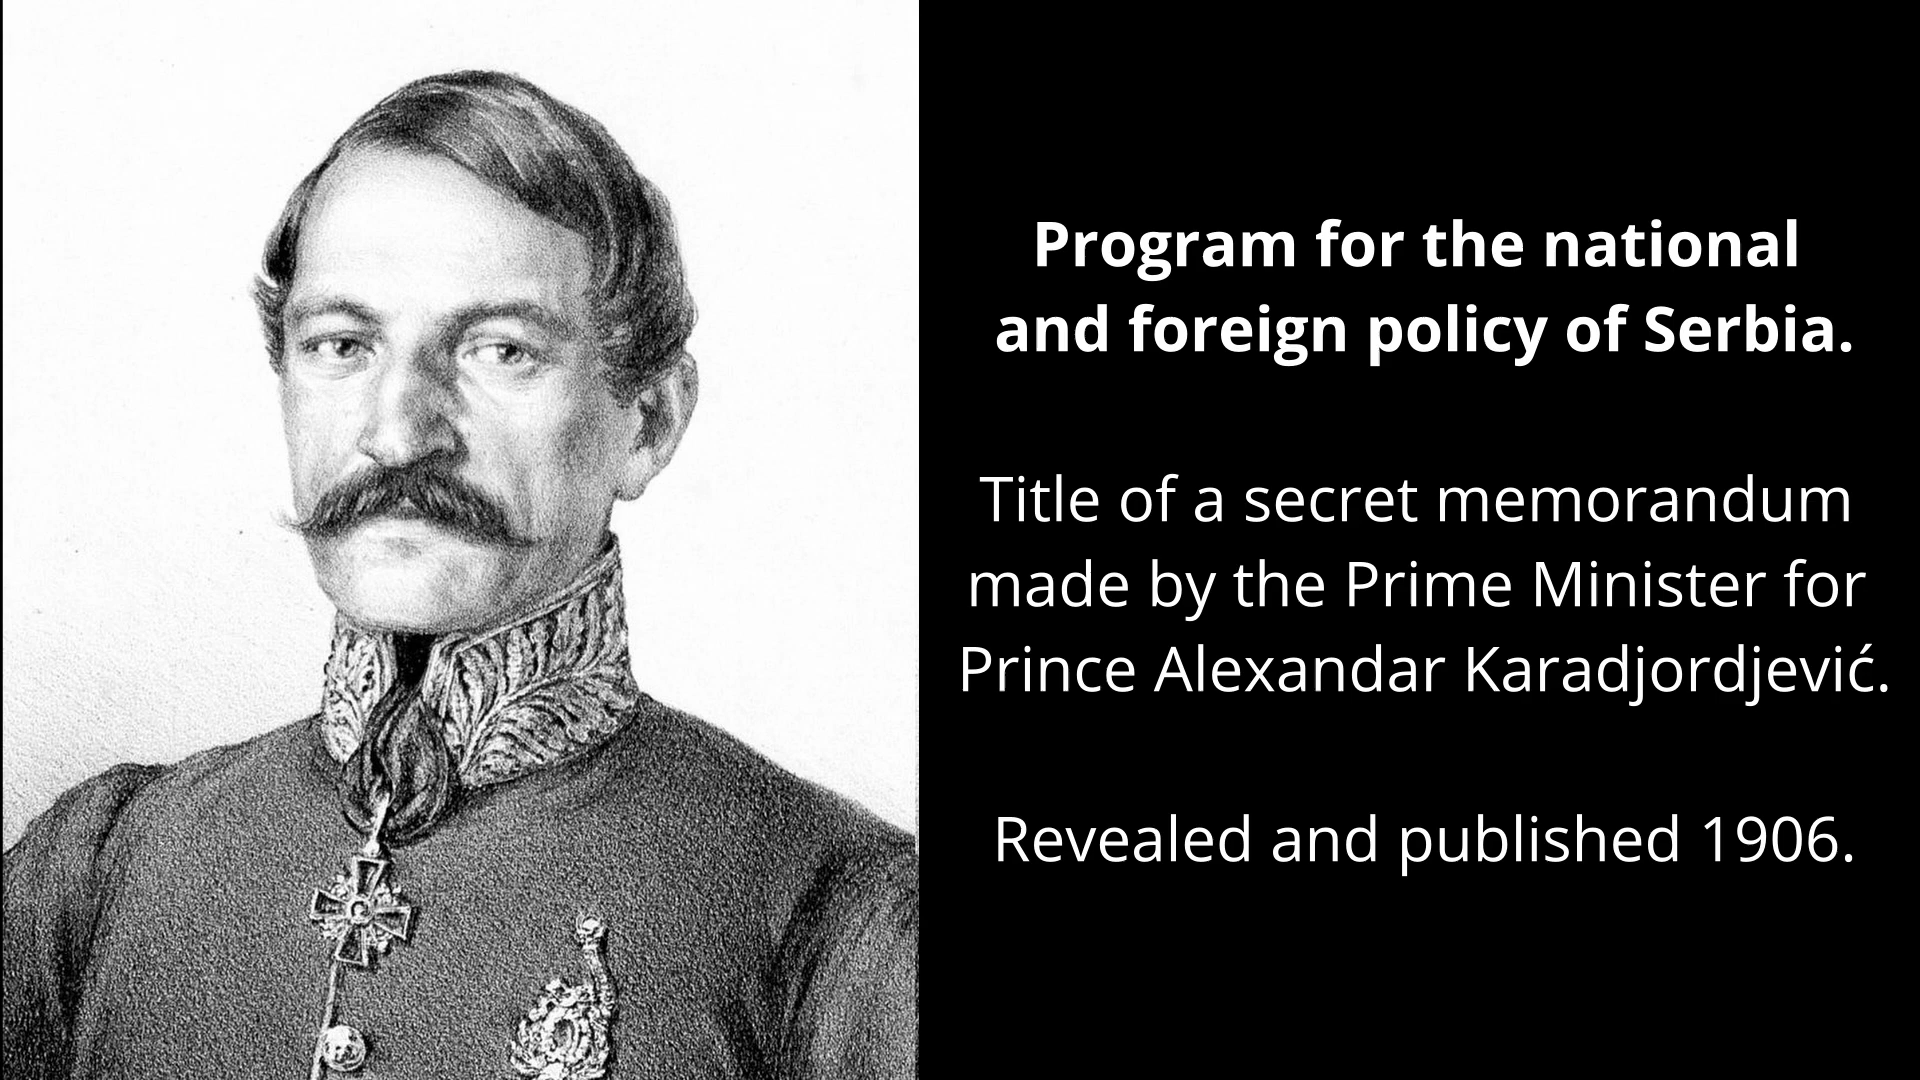 Program for the national
and foreign policy of Serbia.
Title of a secret memorandum
made by the Prime Minister for
Prince Alexandar Karadjordjević.
Revealed and published 1906.